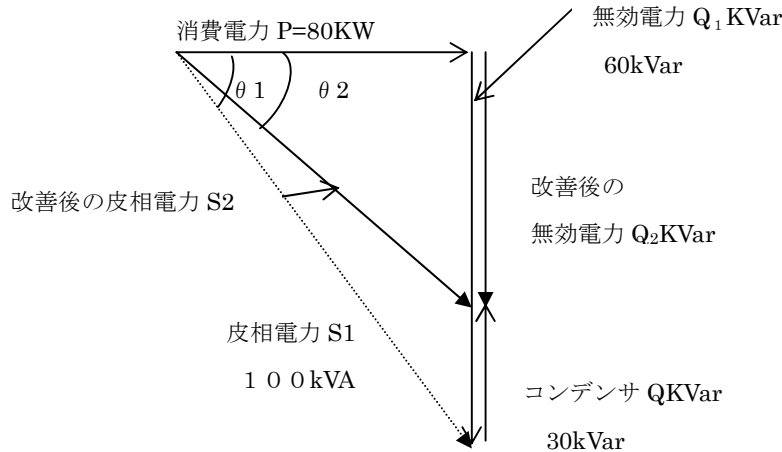 消費電力 P=80KW
無効電力 Q₁KVar
60kVar
θ1 θ2
改善後の皮相電力 S2
改善後の
無効電力 Q₂KVar
皮相電力 S1
１００kVA
コンデンサ QKVar
30kVar